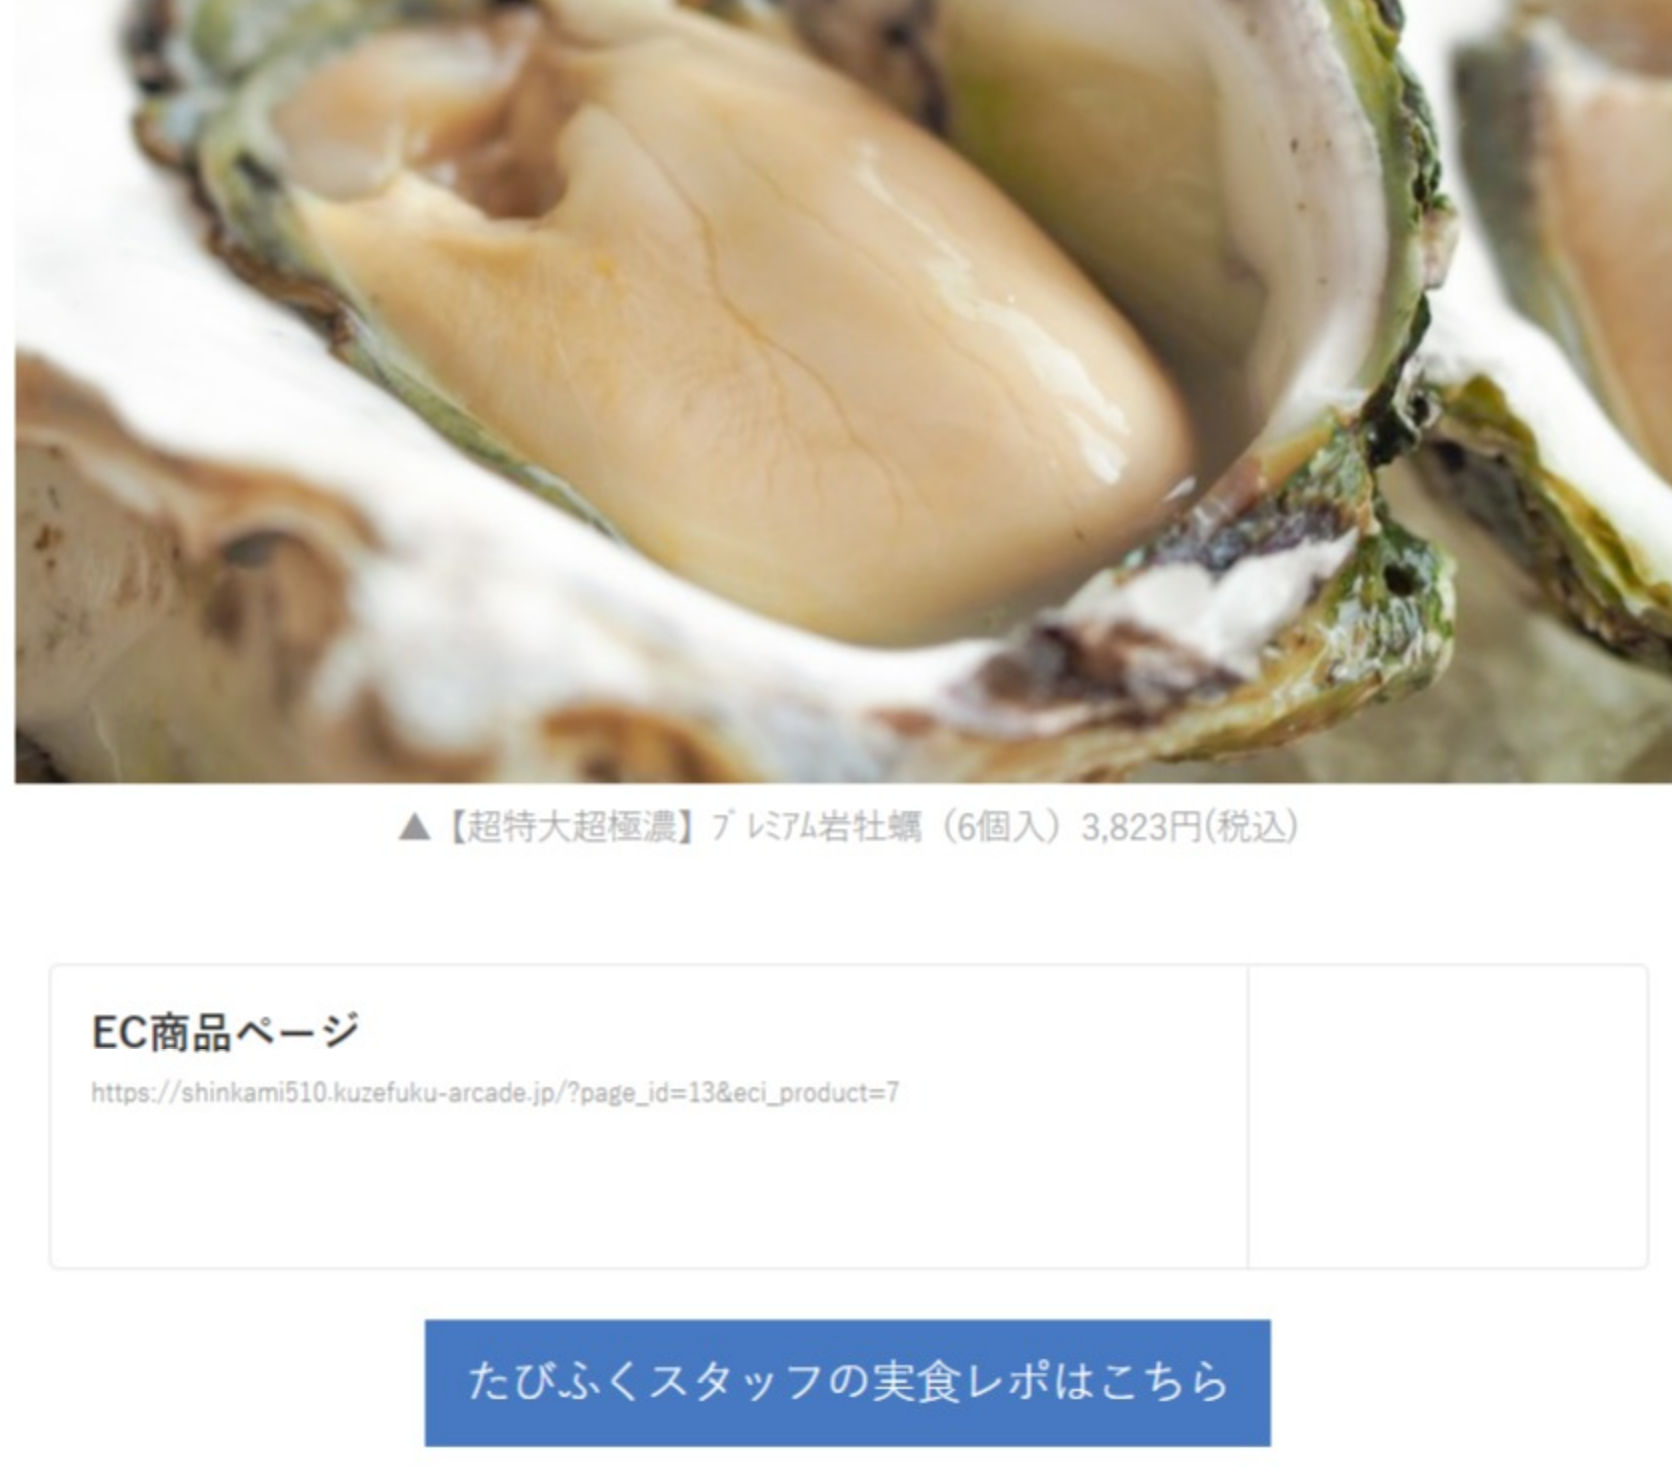 ▲【超特大超極濃】プレミアム岩牡蠣（6個入）3,823円(税込)
EC商品ページ
https://shinkami510.kuzefuku-arcade.jp/?page_id=13&eci_product=7
たびふくスタッフの実食レポはこちら